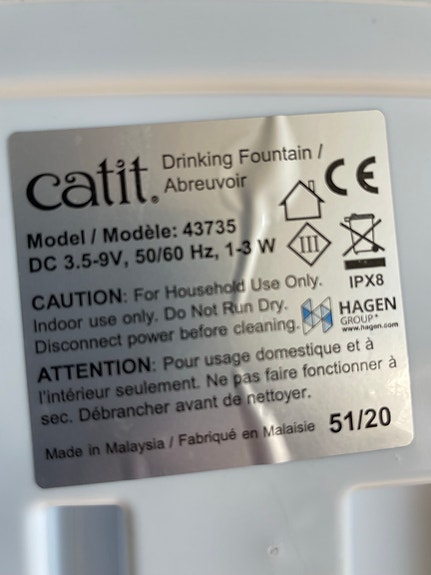 catit.
Drinking Fountain /
Abreuvoir
CE
Model / Modèle: 43735
DC 3.5-9V, 50/60 Hz, 1-3 W
III
IPX8
CAUTION: For Household Use Only.
Indoor use only. Do Not Run Dry.
Disconnect power before cleaning.
HAGEN
GROUP®
www.hagen.com
ATTENTION: Pour usage domestique et à
l'intérieur seulement. Ne pas faire fonctionner à
sec. Débrancher avant de nettoyer.
Made in Malaysia / Fabriqué en Malaisie 51/20